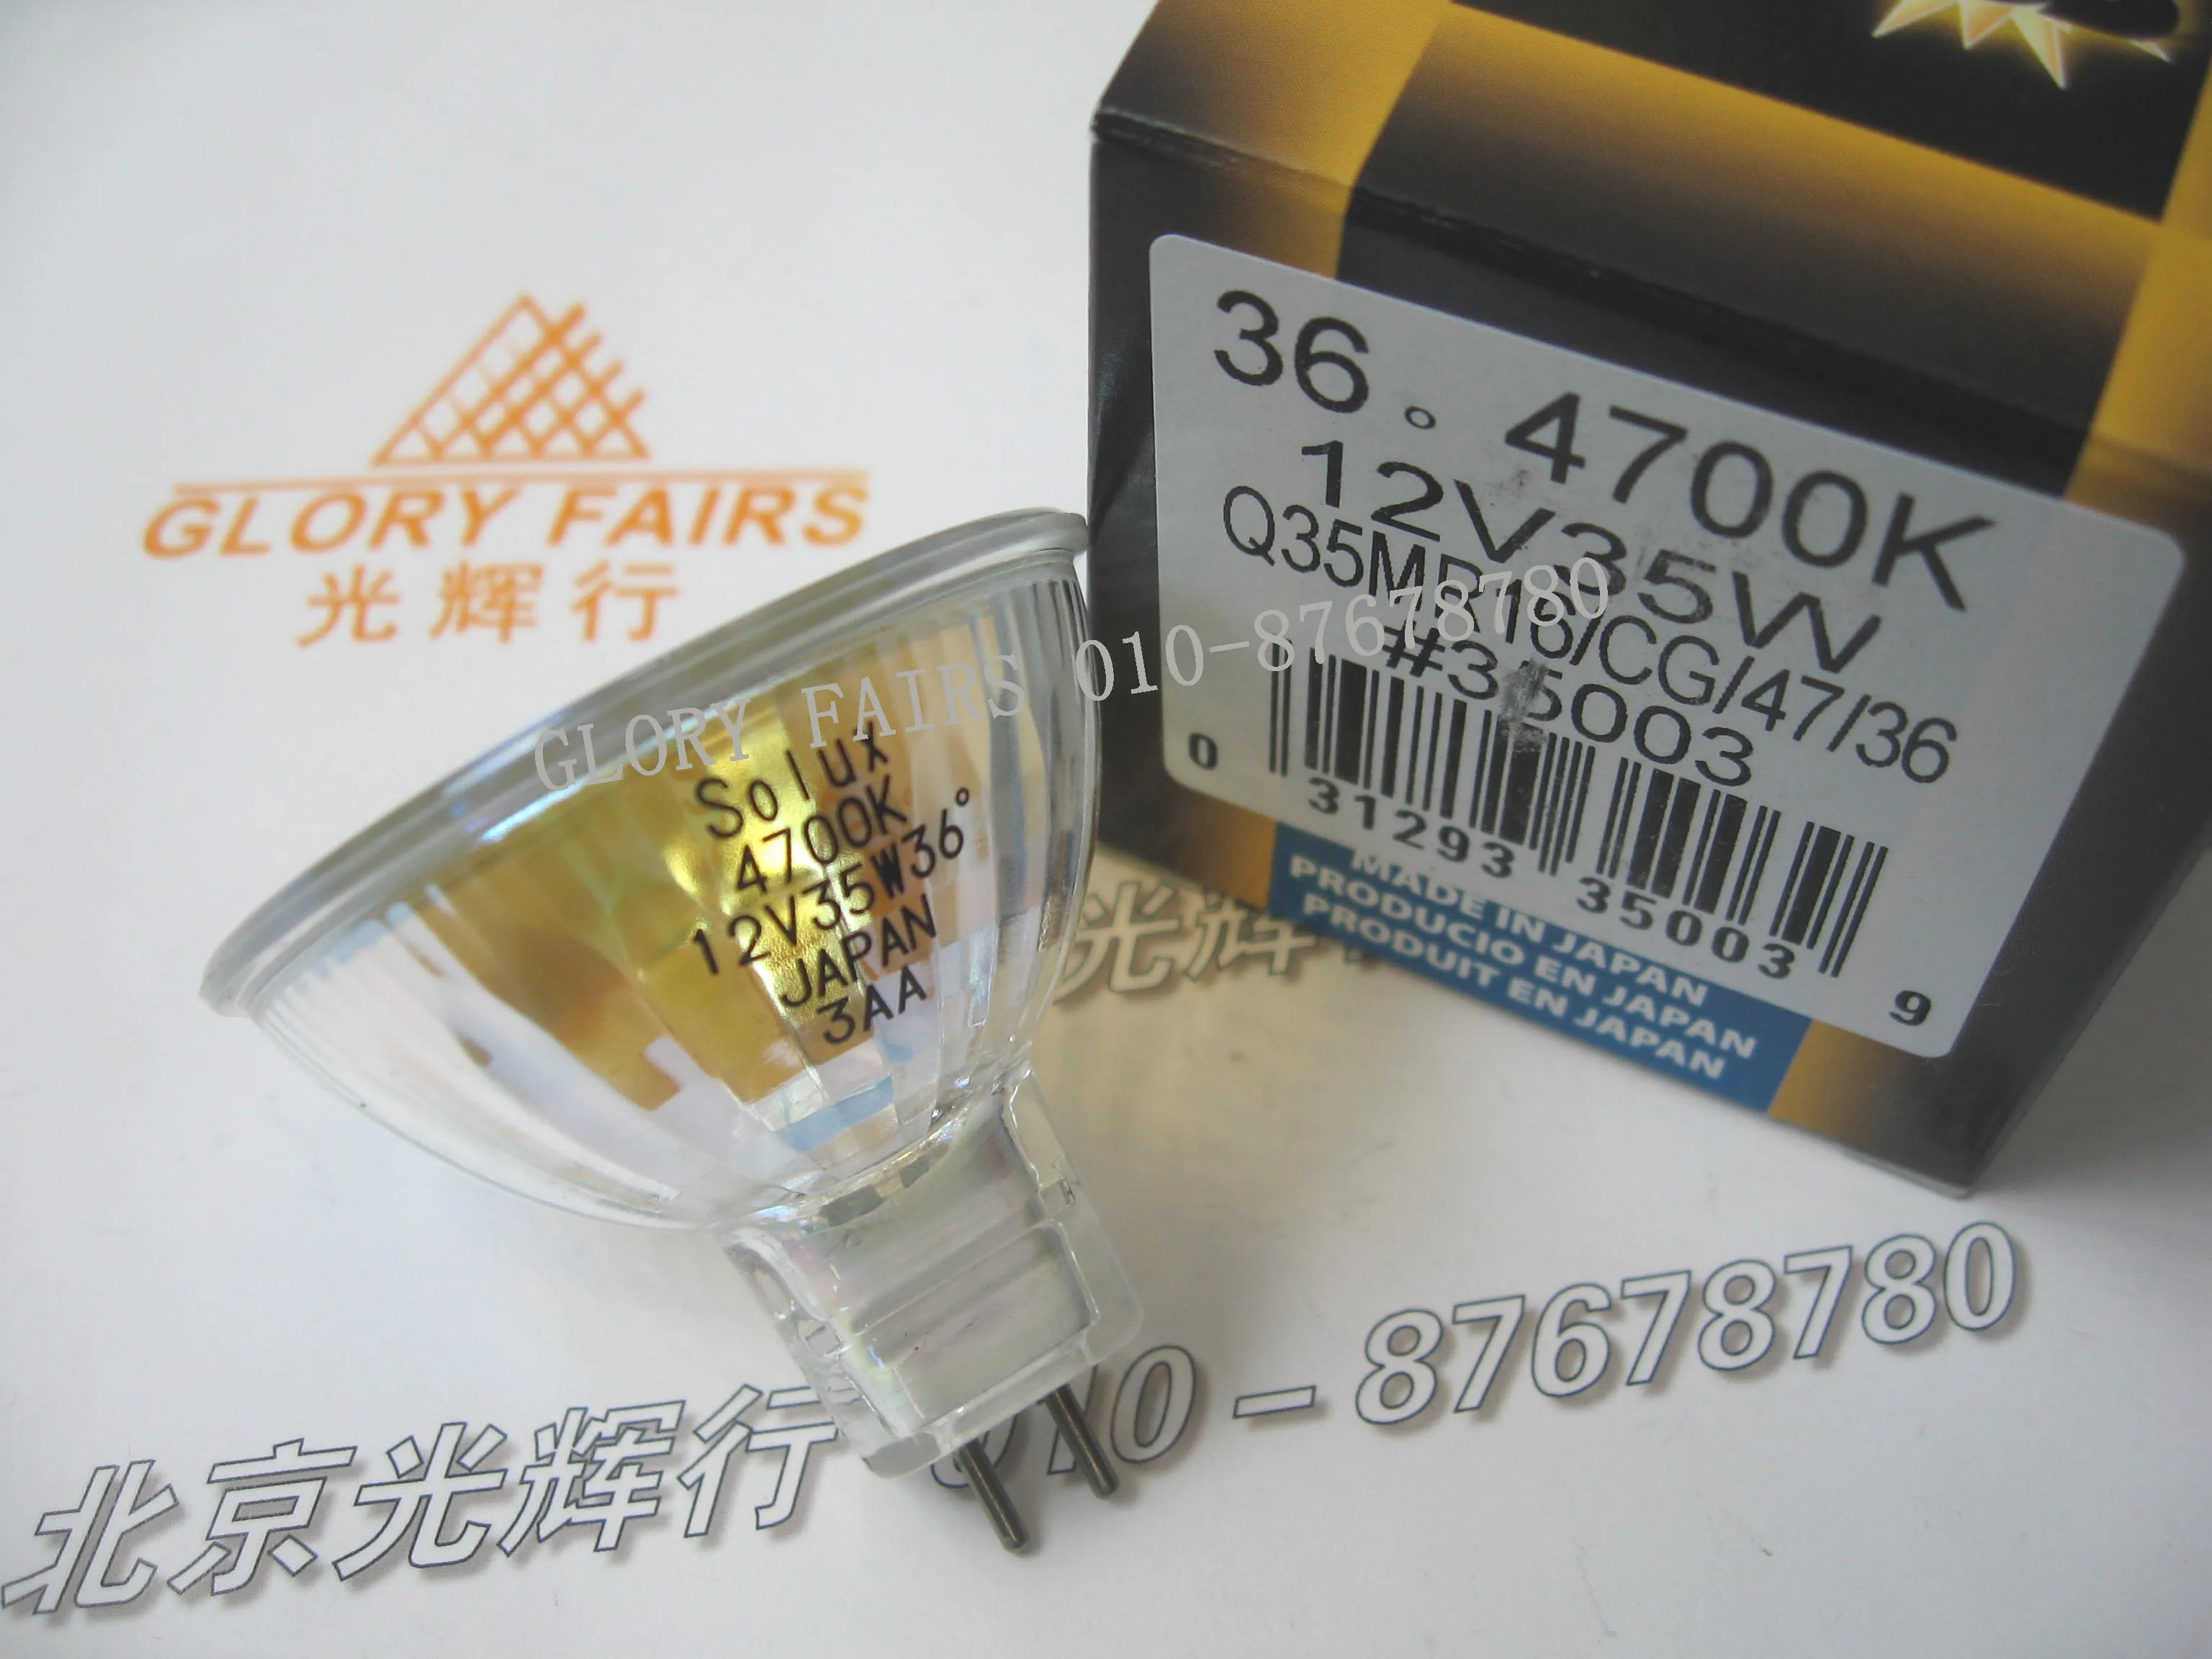 GLORY FAIRS
光辉行
36° 4700K
12V35W
Q35MR16/CG/47/36
#35003
0 31293 35003 9
MADE IN JAPAN
PRODUCIO EN JAPAN
PRODUIT EN JAPAN
GLORY FAIRS 010-87678780
Solux
4700K
12V35W36°
JAPAN
3AA
光辉
北京光辉行 010-87678780